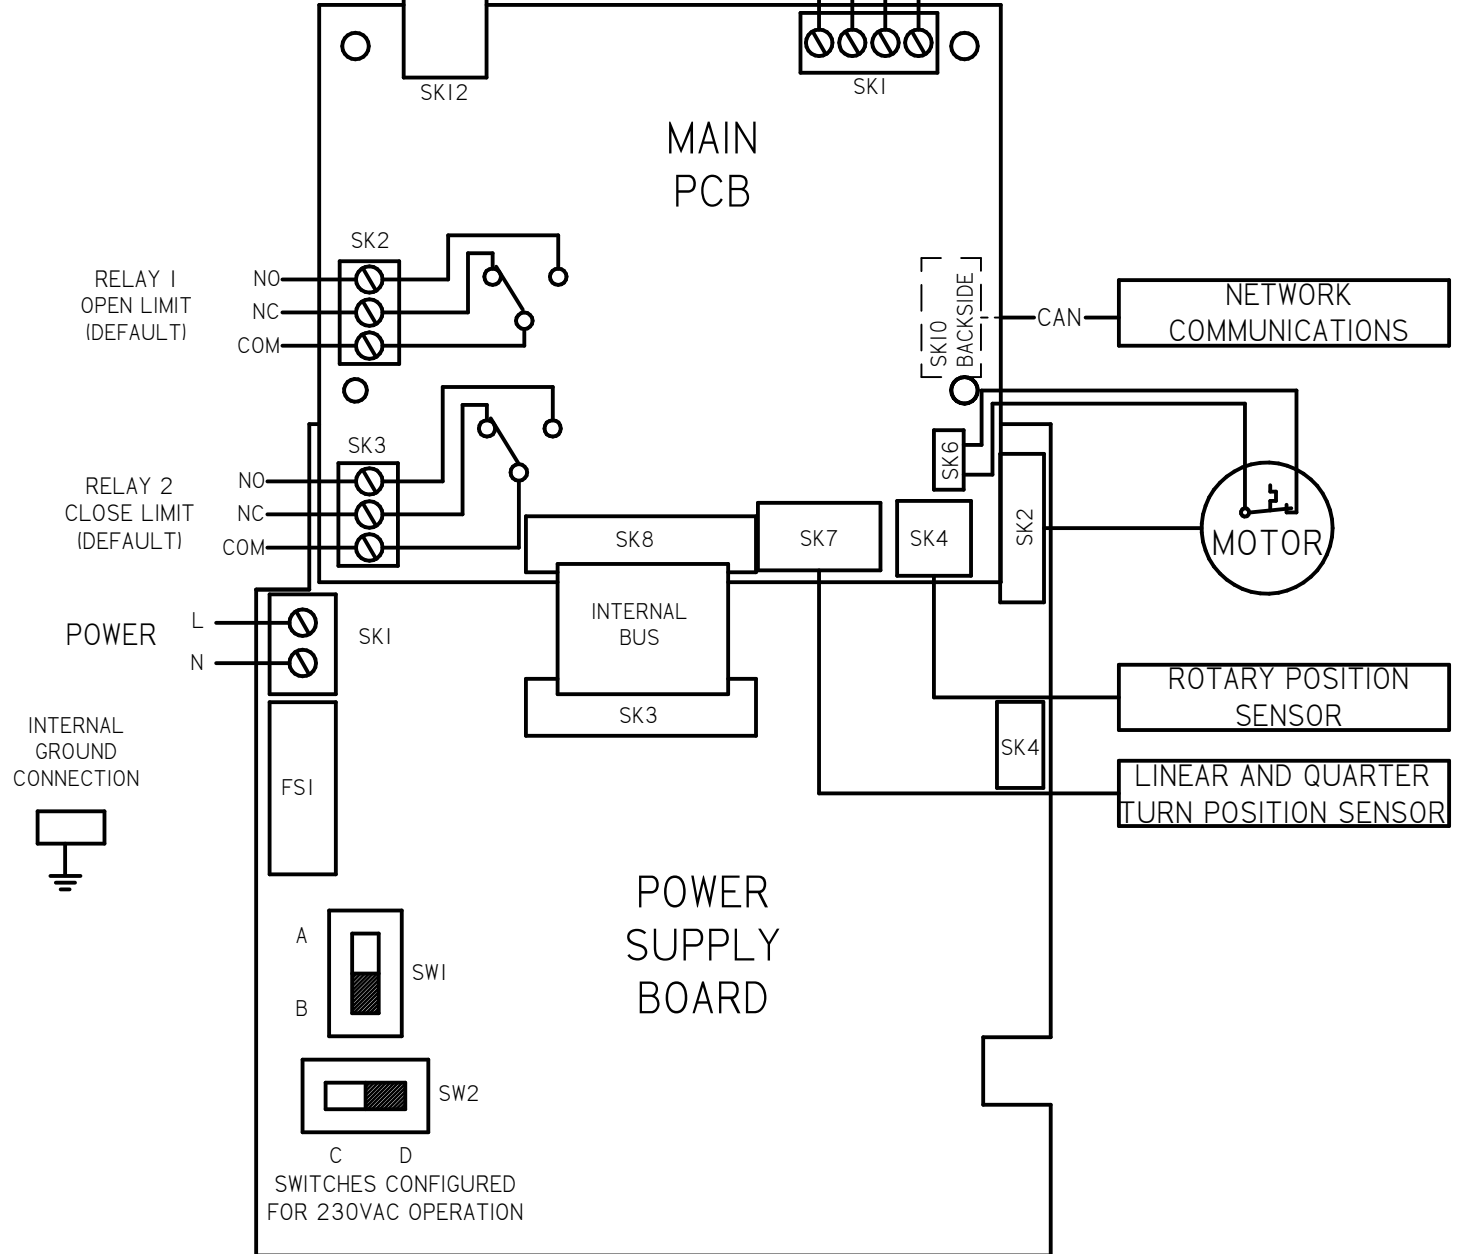 SK12
SK1
MAIN
PCB
SK2
RELAY 1
OPEN LIMIT
(DEFAULT)
NO
NC
COM
SK10
BACKSIDE
CAN
NETWORK
COMMUNICATIONS
SK3
RELAY 2
CLOSE LIMIT
(DEFAULT)
NO
NC
COM
SK6
SK8
SK7
SK4
SK2
MOTOR
POWER
L
N
SK1
INTERNAL
BUS
SK3
ROTARY POSITION
SENSOR
SK4
LINEAR AND QUARTER
TURN POSITION SENSOR
INTERNAL
GROUND
CONNECTION
FS1
POWER
SUPPLY
BOARD
A
B
SW1
SW2
C D
SWITCHES CONFIGURED
FOR 230VAC OPERATION